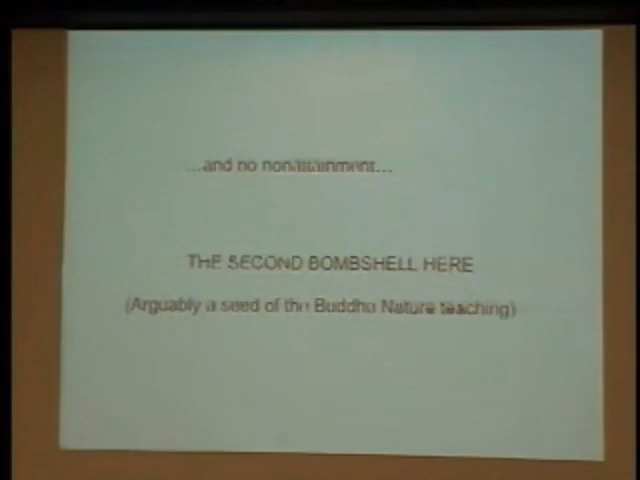 ...and no nonattainment...
THE SECOND BOMBSHELL HERE
(Arguably a seed of the Buddha Nature teaching)